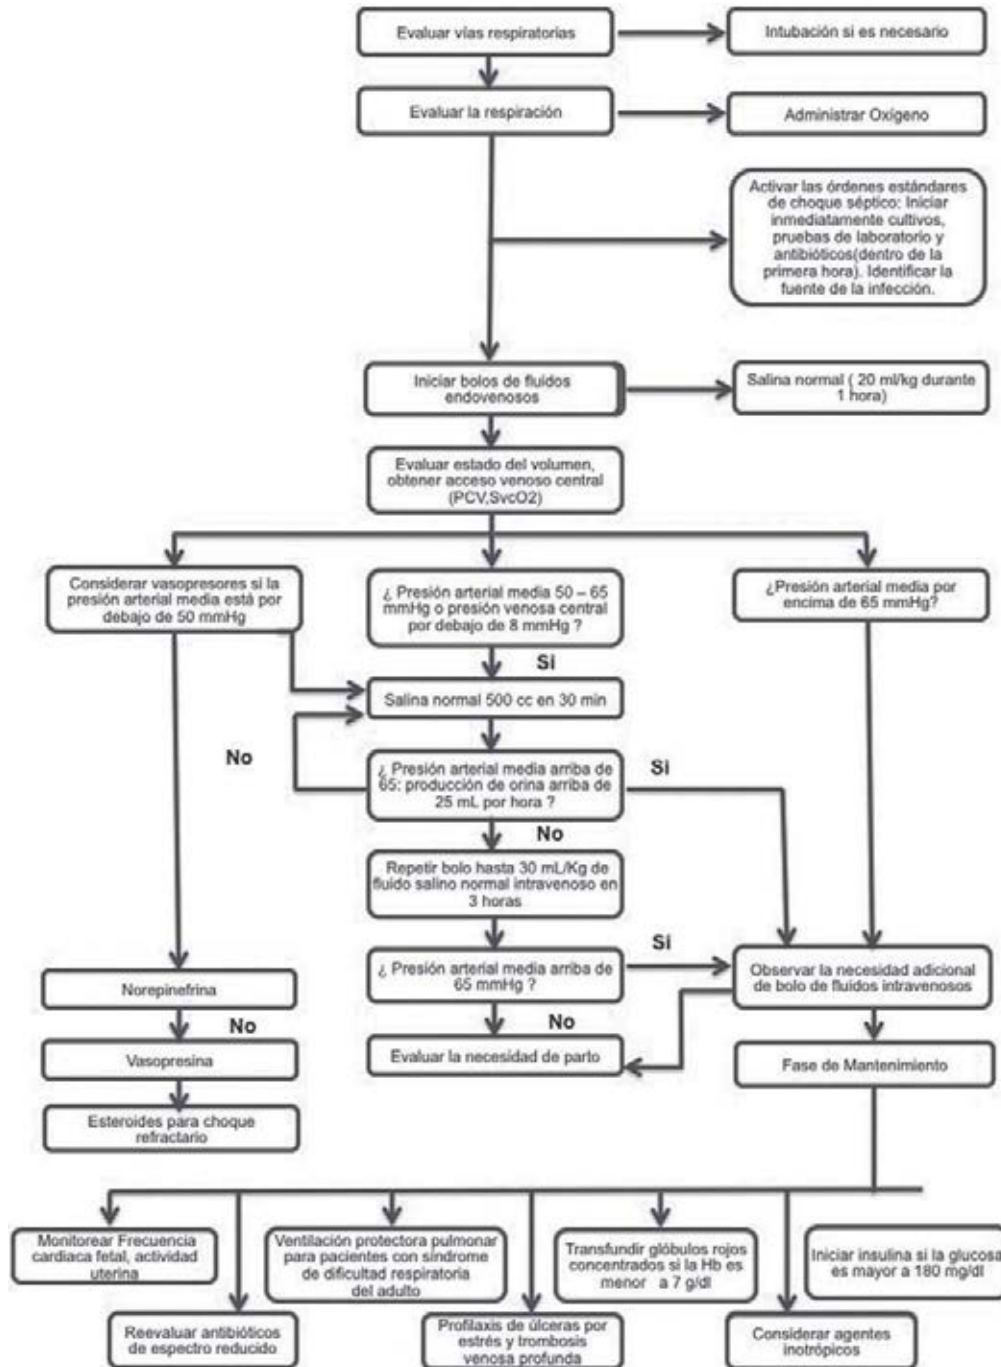 Evaluar vías respiratorias
Intubación si es necesario
Evaluar la respiración
Administrar Oxígeno
Activar las órdenes estándares
de choque séptico: Iniciar
inmediatamente cultivos,
pruebas de laboratorio y
antibióticos(dentro de la
primera hora). Identificar la
fuente de la infección.
Iniciar bolos de fluidos
endovenosos
Salina normal ( 20 ml/kg durante
1 hora)
Evaluar estado del volumen,
obtener acceso venoso central
(PCV,SvcO2)
Considerar vasopresores si la
presión arterial media está por
debajo de 50 mmHg
¿ Presión arterial media 50 – 65
mmHg o presión venosa central
por debajo de 8 mmHg ?
¿Presión arterial media por
encima de 65 mmHg?
Si
Salina normal 500 cc en 30 min
No
¿ Presión arterial media arriba de
65: producción de orina arriba de
25 mL por hora ?
Si
No
Repetir bolo hasta 30 mL/Kg de
fluido salino normal intravenoso en
3 horas
¿ Presión arterial media arriba de
65 mmHg ?
Si
Observar la necesidad adicional
de bolo de fluidos intravenosos
Norepinefrina
No
No
Vasopresina
Evaluar la necesidad de parto
Fase de Mantenimiento
Esteroides para choque
refractario
Monitorear Frecuencia
cardiaca fetal, actividad
uterina
Ventilación protectora pulmonar
para pacientes con síndrome
de dificultad respiratoria
del adulto
Transfundir glóbulos rojos
concentrados si la Hb es
menor a 7 g/dl
Iniciar insulina si la glucosa
es mayor a 180 mg/dl
Reevaluar antibióticos
de espectro reducido
Profilaxis de úlceras por
estrés y trombosis
venosa profunda
Considerar agentes
inotrópicos